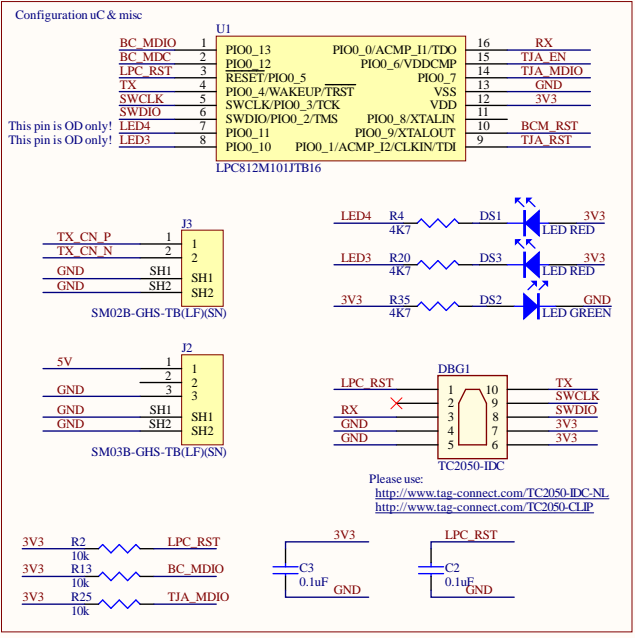 Configuration uC & misc
U1
BC_MDIO 1 PIO0_13 PIO0_0/ACMP_I1/TDO 16 RX
BC_MDC 2 PIO0_12 PIO0_6/VDDCMP 15 TJA_EN
LPC_RST 3 RESET/PIO0_5 PIO0_7 14 TJA_MDIO
TX 4 PIO0_4/WAKEUP/TRST VSS 13 GND
SWCLK 5 SWCLK/PIO0_3/TCK VDD 12 3V3
SWDIO 6 SWDIO/PIO0_2/TMS PIO0_8/XTALIN 11
This pin is OD only! LED4 7 PIO0_11 PIO0_9/XTALOUT 10 BCM_RST
This pin is OD only! LED3 8 PIO0_10 PIO0_1/ACMP_I2/CLKIN/TDI 9 TJA_RST
LPC812M101JTB16
J3
TX_CN_P 1 1
TX_CN_N 2 2
GND SH1 SH1
GND SH2 SH2
SM02B-GHS-TB(LF)(SN)
LED4 R4 DS1 3V3
4K7 LED RED
LED3 R20 DS3 3V3
4K7 LED RED
3V3 R35 DS2 GND
4K7 LED GREEN
J2
5V 1 1
2 2
GND 3 3
GND SH1 SH1
GND SH2 SH2
SM03B-GHS-TB(LF)(SN)
DBG1
LPC_RST 1 10 TX
2 9 SWCLK
RX 3 8 SWDIO
GND 4 7 3V3
GND 5 6 3V3
TC2050-IDC
Please use:
http://www.tag-connect.com/TC2050-IDC-NL
http://www.tag-connect.com/TC2050-CLIP
3V3 R2 LPC_RST
10k
3V3 R13 BC_MDIO
10k
3V3 R25 TJA_MDIO
10k
3V3
C3
0.1uF
GND
LPC_RST
C2
0.1uF
GND